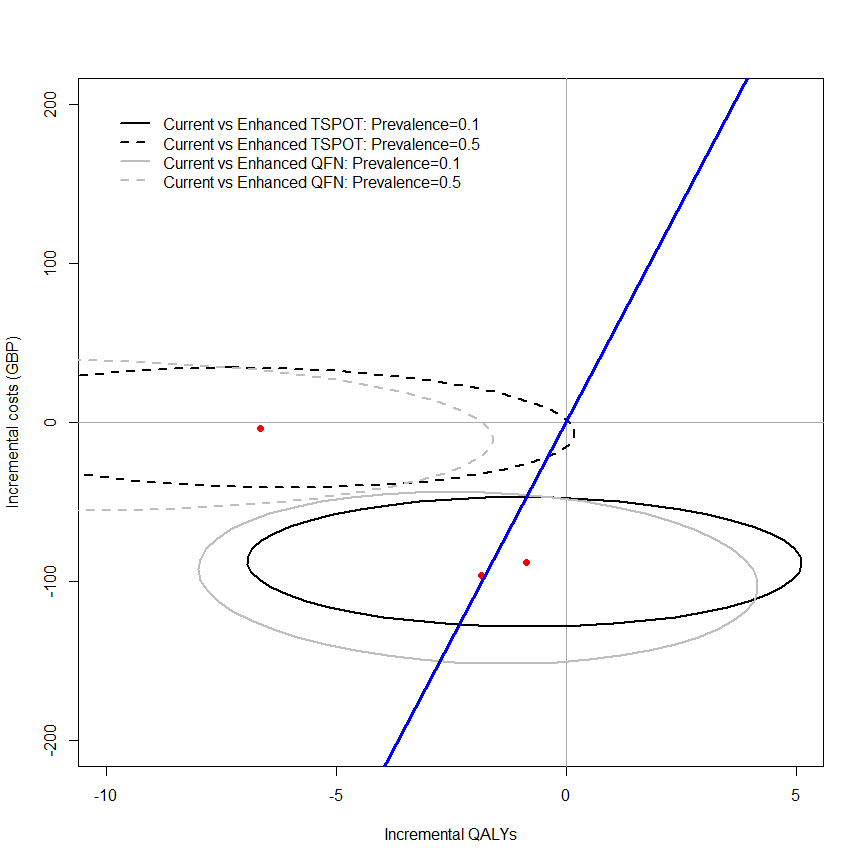 Current vs Enhanced TSPOT: Prevalence=0.1
Current vs Enhanced TSPOT: Prevalence=0.5
Current vs Enhanced QFN: Prevalence=0.1
Current vs Enhanced QFN: Prevalence=0.5
Incremental costs (GBP)
200
100
0
-100
-200
-10
-5
0
5
Incremental QALYs